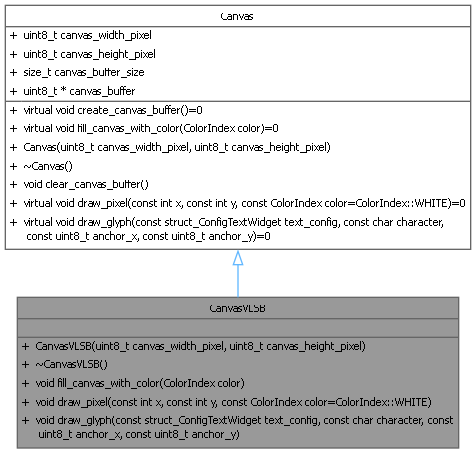 Canvas
+ uint8_t canvas_width_pixel
+ uint8_t canvas_height_pixel
+ size_t canvas_buffer_size
+ uint8_t * canvas_buffer
+ virtual void create_canvas_buffer()=0
+ virtual void fill_canvas_with_color(ColorIndex color)=0
+ Canvas(uint8_t canvas_width_pixel, uint8_t canvas_height_pixel)
+ ~Canvas()
+ void clear_canvas_buffer()
+ virtual void draw_pixel(const int x, const int y, const ColorIndex color=ColorIndex::WHITE)=0
+ virtual void draw_glyph(const struct_ConfigTextWidget text_config, const char character,
const uint8_t anchor_x, const uint8_t anchor_y)=0
CanvasVLSB
+ CanvasVLSB(uint8_t canvas_width_pixel, uint8_t canvas_height_pixel)
+ ~CanvasVLSB()
+ void fill_canvas_with_color(ColorIndex color)
+ void draw_pixel(const int x, const int y, const ColorIndex color=ColorIndex::WHITE)
+ void draw_glyph(const struct_ConfigTextWidget text_config, const char character, const
uint8_t anchor_x, const uint8_t anchor_y)